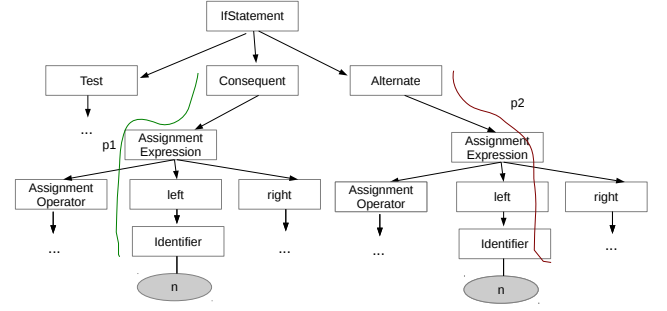 IfStatement
Test
Consequent
Alternate
p2
...
p1
Assignment
Expression
Assignment
Expression
Assignment
Operator
left
right
Assignment
Operator
left
right
...
Identifier
...
...
Identifier
...
n
n